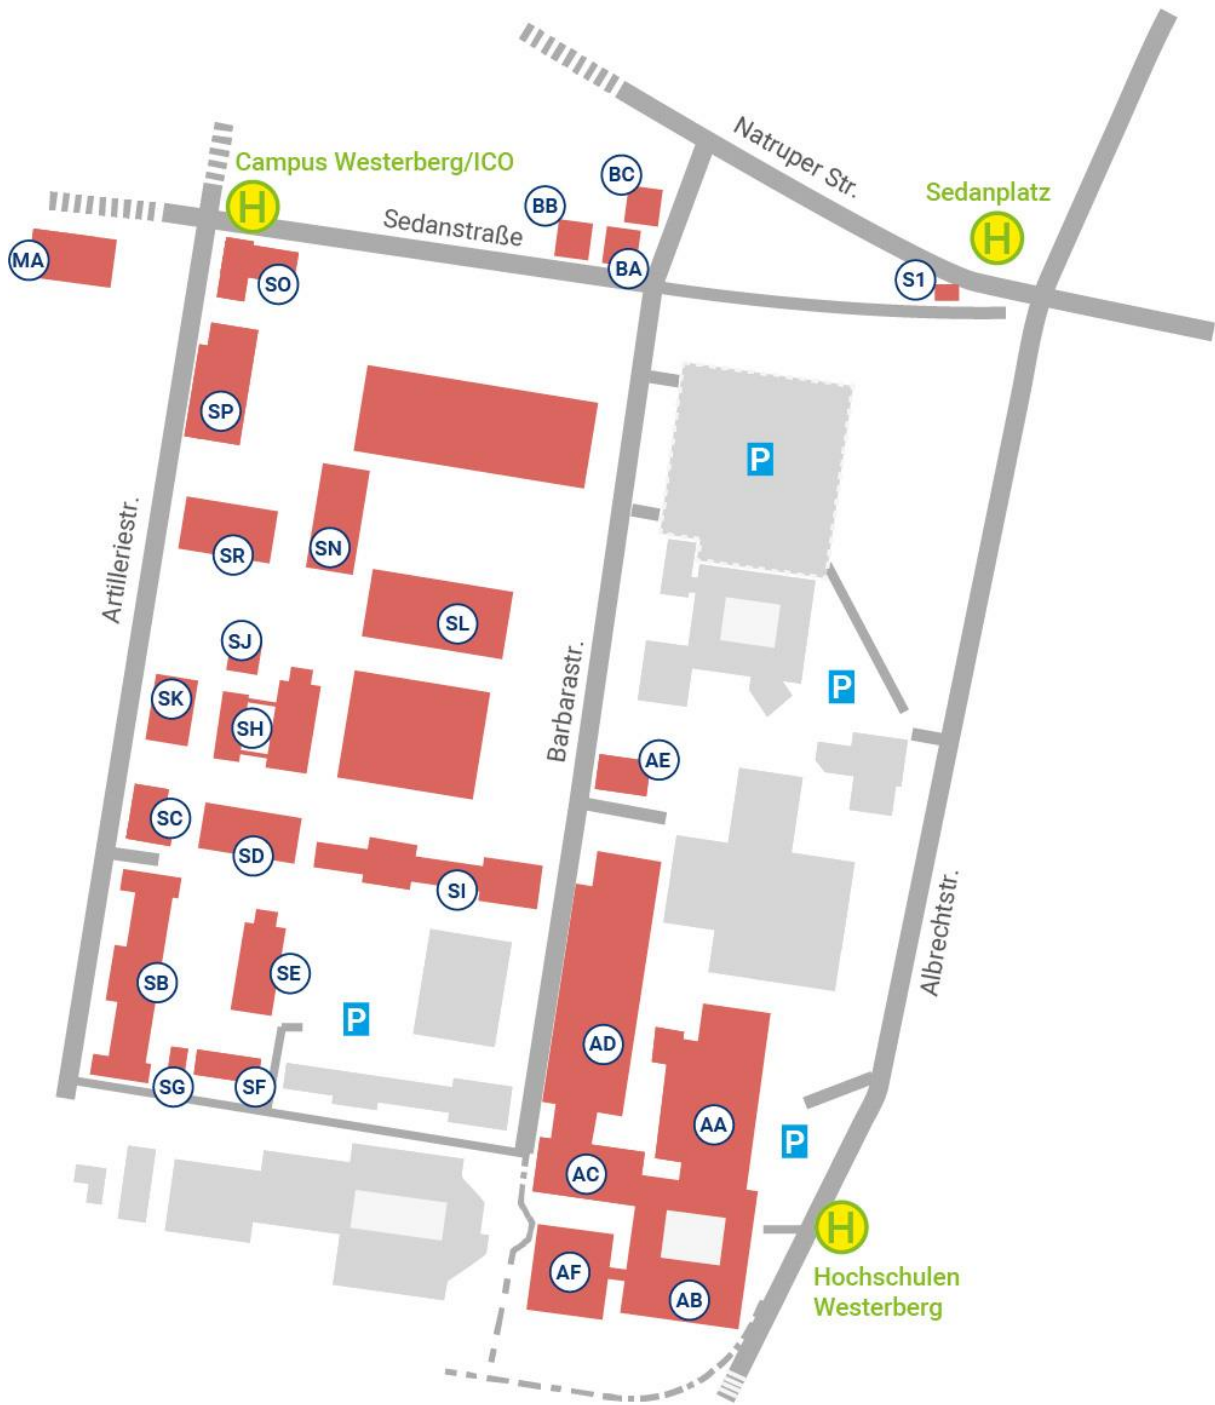 Natruper Str.
Campus Westerberg/ICO
H
BC
Sedanplatz
H
BB
Sedanstraße
MA
SO
BA
S1
SP
P
Artilleriestr.
SR
SN
SL
SJ
Barbarastr.
P
SK
SH
AE
SC
SD
SI
Albrechtstr.
SB
SE
P
AD
SG
SF
AA
P
AC
H
AF
AB
Hochschulen
Westerberg